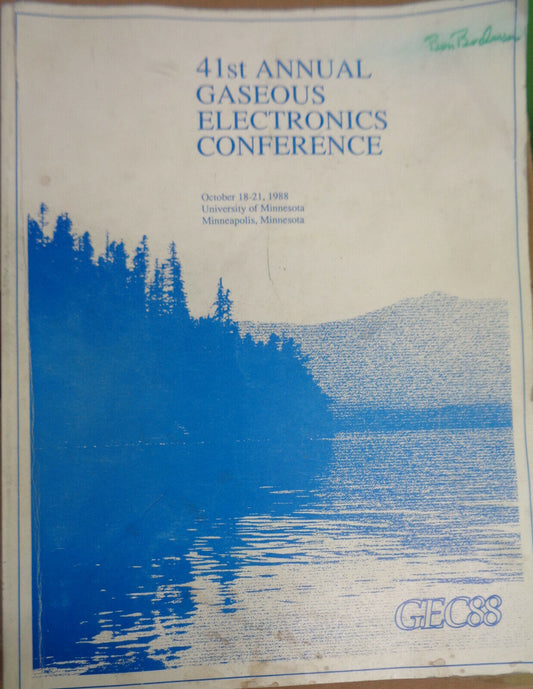 41st ANNUAL
GASEOUS
ELECTRONICS
CONFERENCE
October 18-21, 1988
University of Minnesota
Minneapolis, Minnesota
GEC88